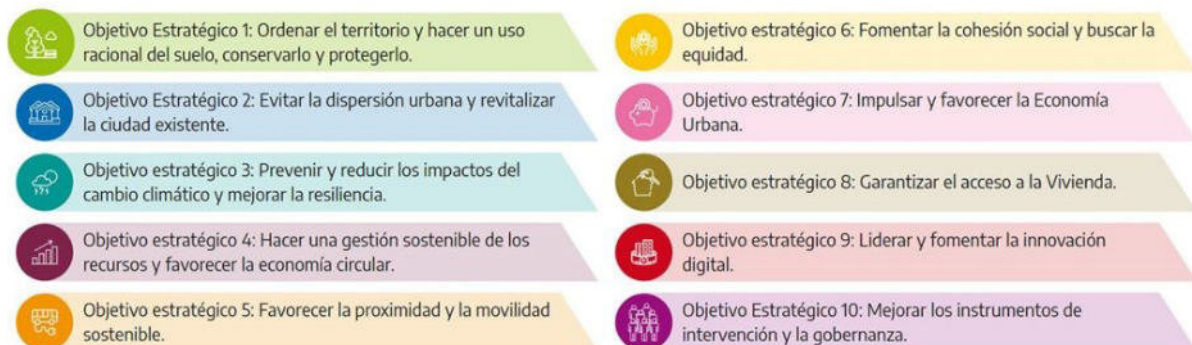 Objetivo Estratégico 1: Ordenar el territorio y hacer un uso
racional del suelo, conservarlo y protegerlo.
Objetivo Estratégico 2: Evitar la dispersión urbana y revitalizar
la ciudad existente.
Objetivo estratégico 3: Prevenir y reducir los impactos del
cambio climático y mejorar la resiliencia.
Objetivo estratégico 4: Hacer una gestión sostenible de los
recursos y favorecer la economía circular.
Objetivo estratégico 5: Favorecer la proximidad y la movilidad
sostenible.
Objetivo estratégico 6: Fomentar la cohesión social y buscar la
equidad.
Objetivo estratégico 7: Impulsar y favorecer la Economía
Urbana.
Objetivo estratégico 8: Garantizar el acceso a la Vivienda.
Objetivo estratégico 9: Liderar y fomentar la innovación
digital.
Objetivo Estratégico 10: Mejorar los instrumentos de
intervención y la gobernanza.